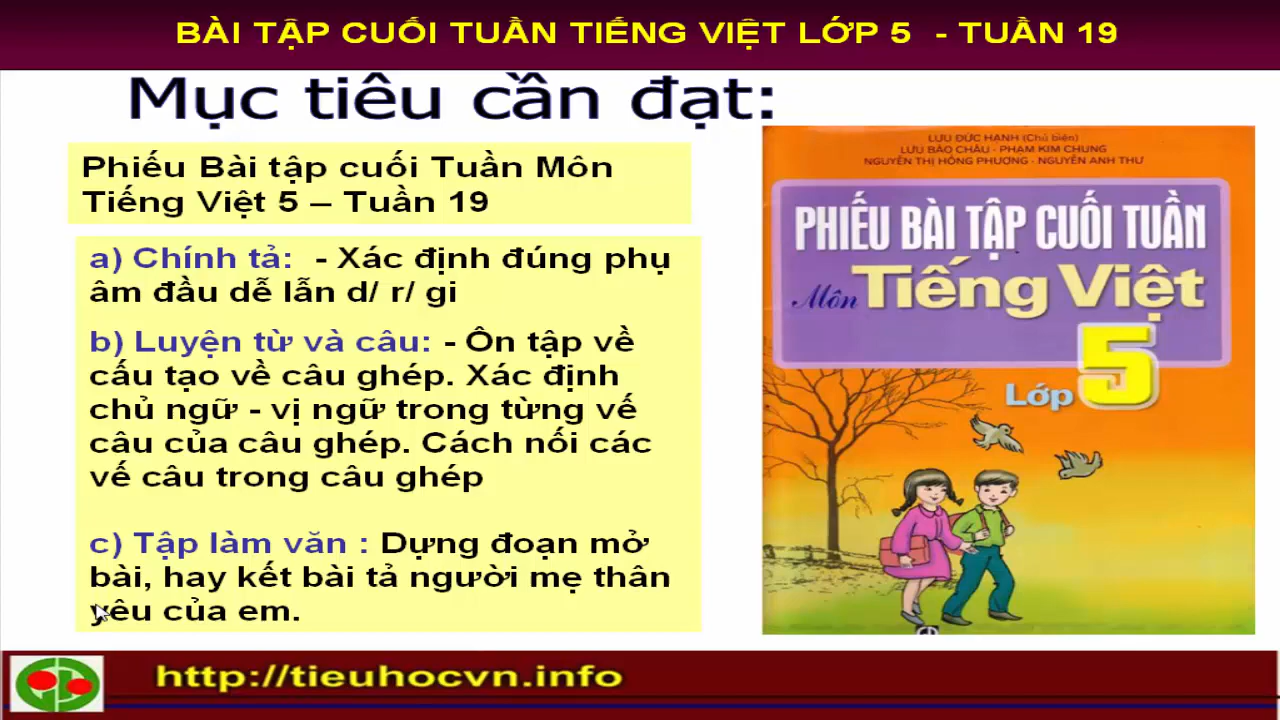 BÀI TẬP CUỐI TUẦN TIẾNG VIỆT LỚP 5 - TUẦN 19
Mục tiêu cần đạt:
Phiếu Bài tập cuối Tuần Môn
Tiếng Việt 5 – Tuần 19
a) Chính tả: - Xác định đúng phụ
âm đầu dễ lẫn d/ r/ gi
b) Luyện từ và câu: - Ôn tập về
cấu tạo về câu ghép. Xác định
chủ ngữ - vị ngữ trong từng vế
câu của câu ghép. Cách nối các
vế câu trong câu ghép
c) Tập làm văn : Dựng đoạn mở
bài, hay kết bài tả người mẹ thân
yêu của em.
LƯU ĐỨC HẠNH (Chủ biên)
LƯU BẢO CHÂU - PHẠM KIM CHUNG
NGUYỄN THỊ HỒNG PHƯƠNG - NGUYỄN ANH THƯ
PHIẾU BÀI TẬP CUỐI TUẦN
Môn Tiếng Việt
Lớp 5
http://tieuhocvn.info